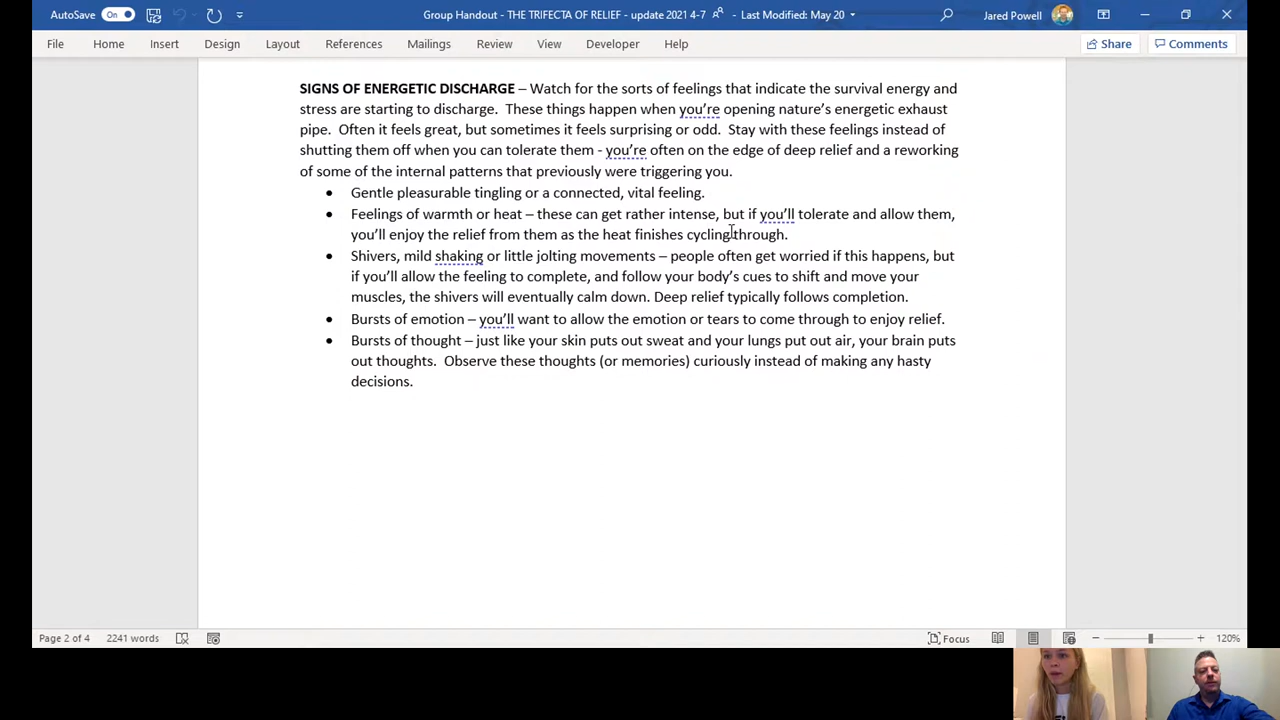 AutoSave On Group Handout - THE TRIFECTA OF RELIEF - update 2021 4-7 - Last Modified: May 20 Jared Powell
File Home Insert Design Layout References Mailings Review View Developer Help Share Comments
SIGNS OF ENERGETIC DISCHARGE – Watch for the sorts of feelings that indicate the survival energy and
stress are starting to discharge. These things happen when you’re opening nature’s energetic exhaust
pipe. Often it feels great, but sometimes it feels surprising or odd. Stay with these feelings instead of
shutting them off when you can tolerate them - you’re often on the edge of deep relief and a reworking
of some of the internal patterns that previously were triggering you.
• Gentle pleasurable tingling or a connected, vital feeling.
• Feelings of warmth or heat – these can get rather intense, but if you’ll tolerate and allow them,
you’ll enjoy the relief from them as the heat finishes cycling through.
• Shivers, mild shaking or little jolting movements – people often get worried if this happens, but
if you’ll allow the feeling to complete, and follow your body’s cues to shift and move your
muscles, the shivers will eventually calm down. Deep relief typically follows completion.
• Bursts of emotion – you’ll want to allow the emotion or tears to come through to enjoy relief.
• Bursts of thought – just like your skin puts out sweat and your lungs put out air, your brain puts
out thoughts. Observe these thoughts (or memories) curiously instead of making any hasty
decisions.
Page 2 of 4 2241 words Focus 120%